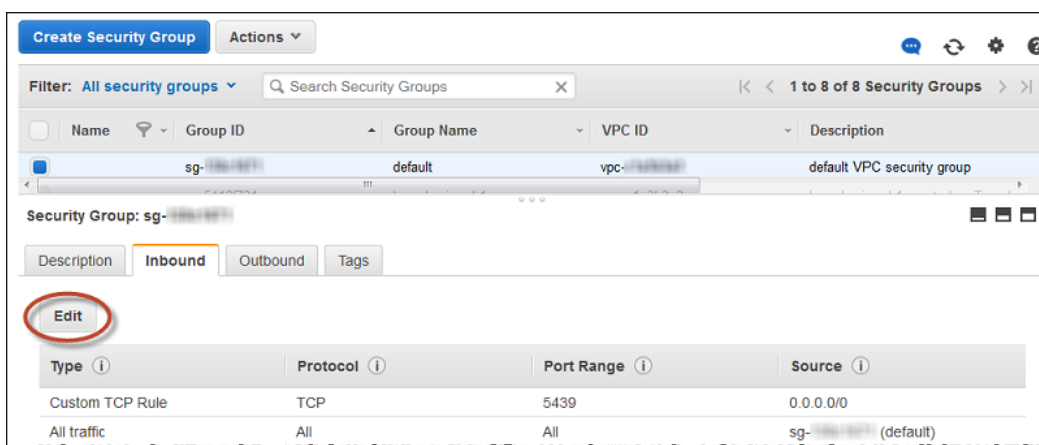 Create Security Group Actions
Filter: All security groups Search Security Groups 1 to 8 of 8 Security Groups
Name Group ID Group Name VPC ID Description
sg- default vpc- default VPC security group
Security Group: sg-
Description Inbound Outbound Tags
Edit
Type Protocol Port Range Source
Custom TCP Rule TCP 5439 0.0.0.0/0
All traffic All All sg- (default)